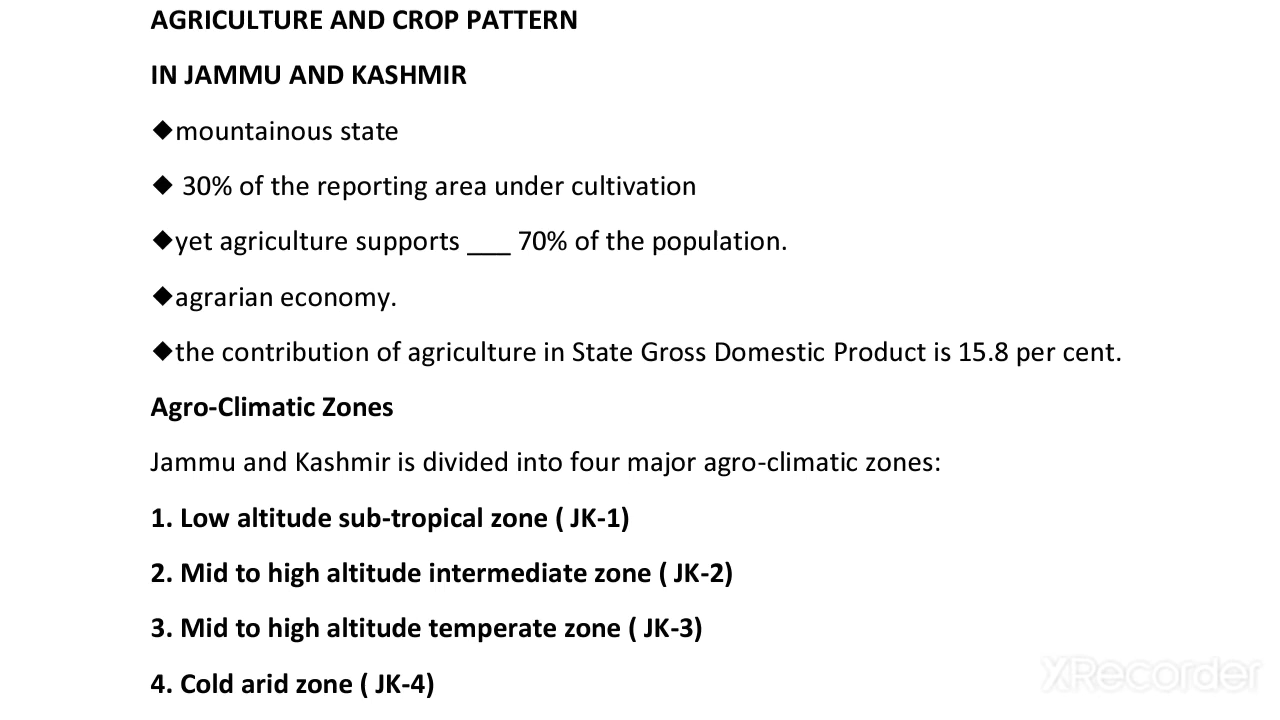 AGRICULTURE AND CROP PATTERN
IN JAMMU AND KASHMIR
◆mountainous state
◆ 30% of the reporting area under cultivation
◆yet agriculture supports ___ 70% of the population.
◆agrarian economy.
◆the contribution of agriculture in State Gross Domestic Product is 15.8 per cent.
Agro-Climatic Zones
Jammu and Kashmir is divided into four major agro-climatic zones:
1. Low altitude sub-tropical zone ( JK-1)
2. Mid to high altitude intermediate zone ( JK-2)
3. Mid to high altitude temperate zone ( JK-3)
4. Cold arid zone ( JK-4)
XRecorder